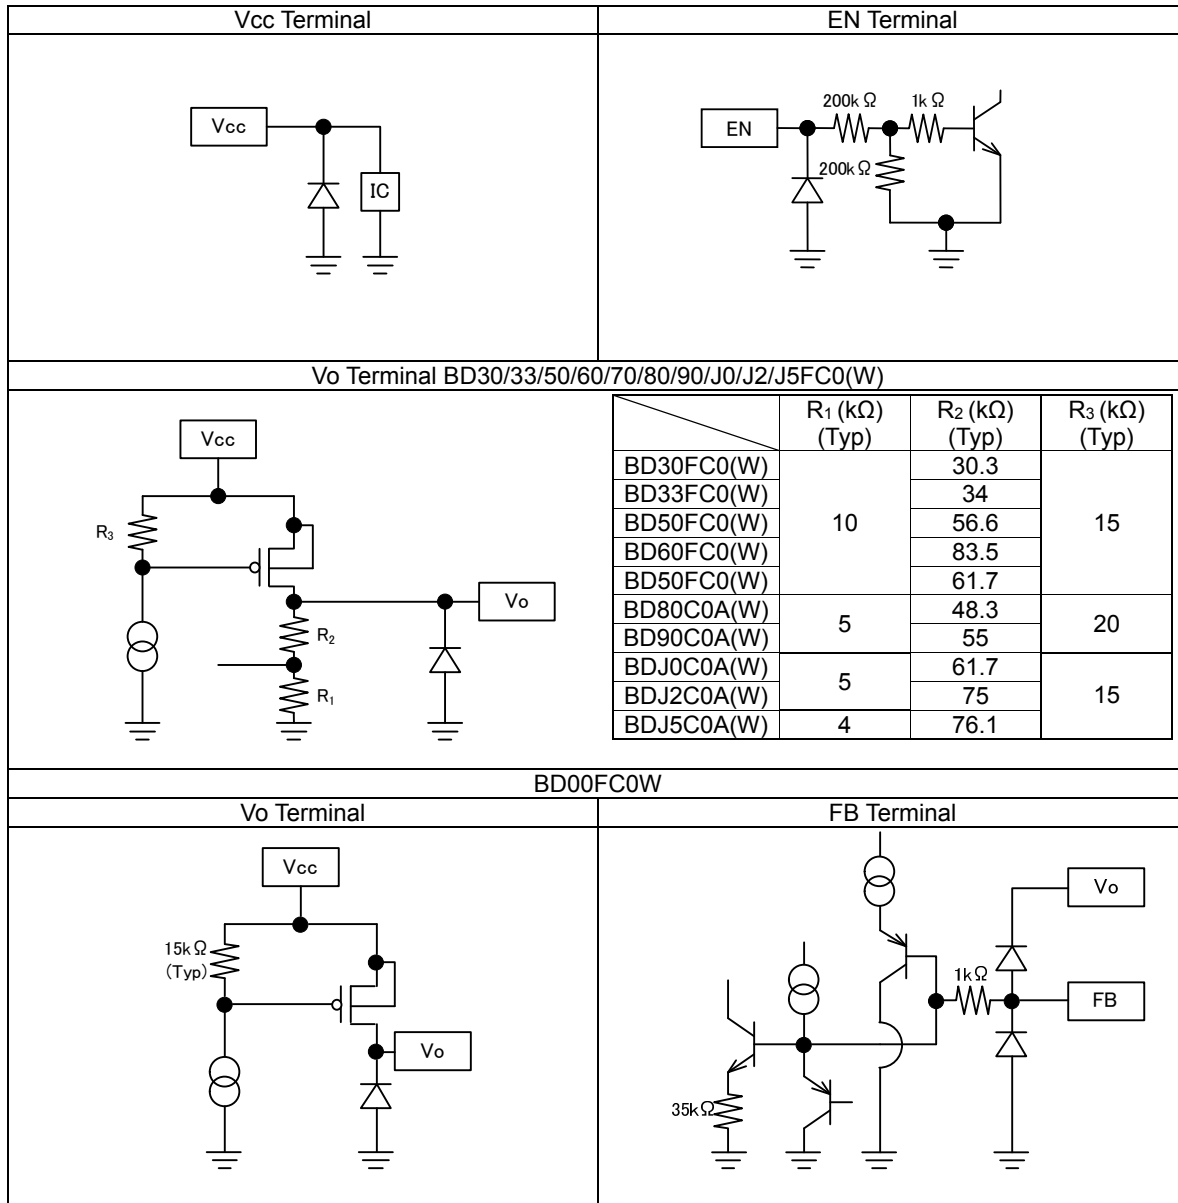 Vcc Terminal
EN Terminal
Vcc
IC
EN
200kΩ
1kΩ
200kΩ
Vo Terminal BD30/33/50/60/70/80/90/J0/J2/J5FC0(W)
Vcc
R3
R2
R1
Vo
R1 (kΩ) (Typ) R2 (kΩ) (Typ) R3 (kΩ) (Typ)
BD30FC0(W) 10 30.3 15
BD33FC0(W) 34
BD50FC0(W) 56.6
BD60FC0(W) 83.5
BD50FC0(W) 61.7
BD80C0A(W) 5 48.3 20
BD90C0A(W) 55
BDJ0C0A(W) 5 61.7 15
BDJ2C0A(W) 75
BDJ5C0A(W) 4 76.1
BD00FC0W
Vo Terminal
FB Terminal
Vcc
15kΩ
(Typ)
Vo
Vo
1kΩ
FB
35kΩ